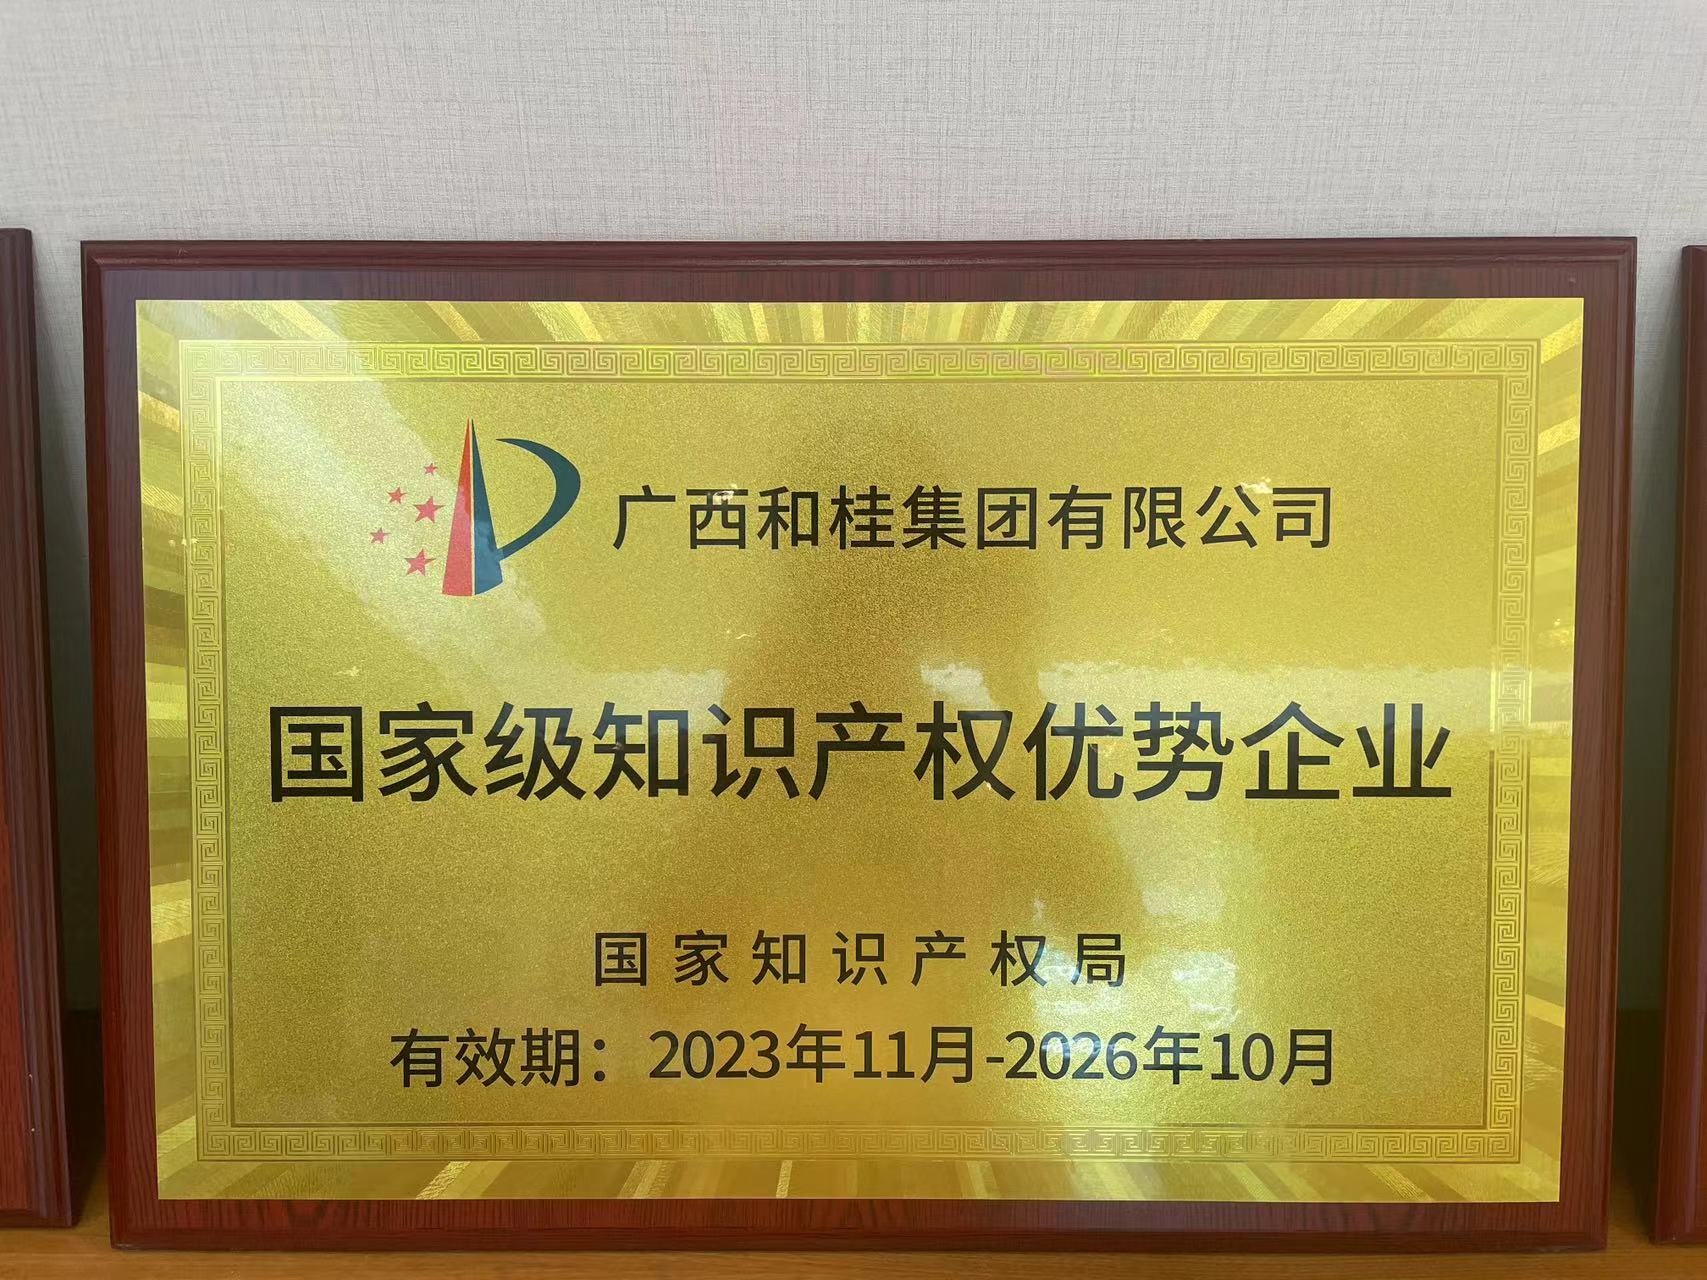 广西和桂集团有限公司
国家级知识产权优势企业
国家知识产权局
有效期：2023年11月-2026年10月